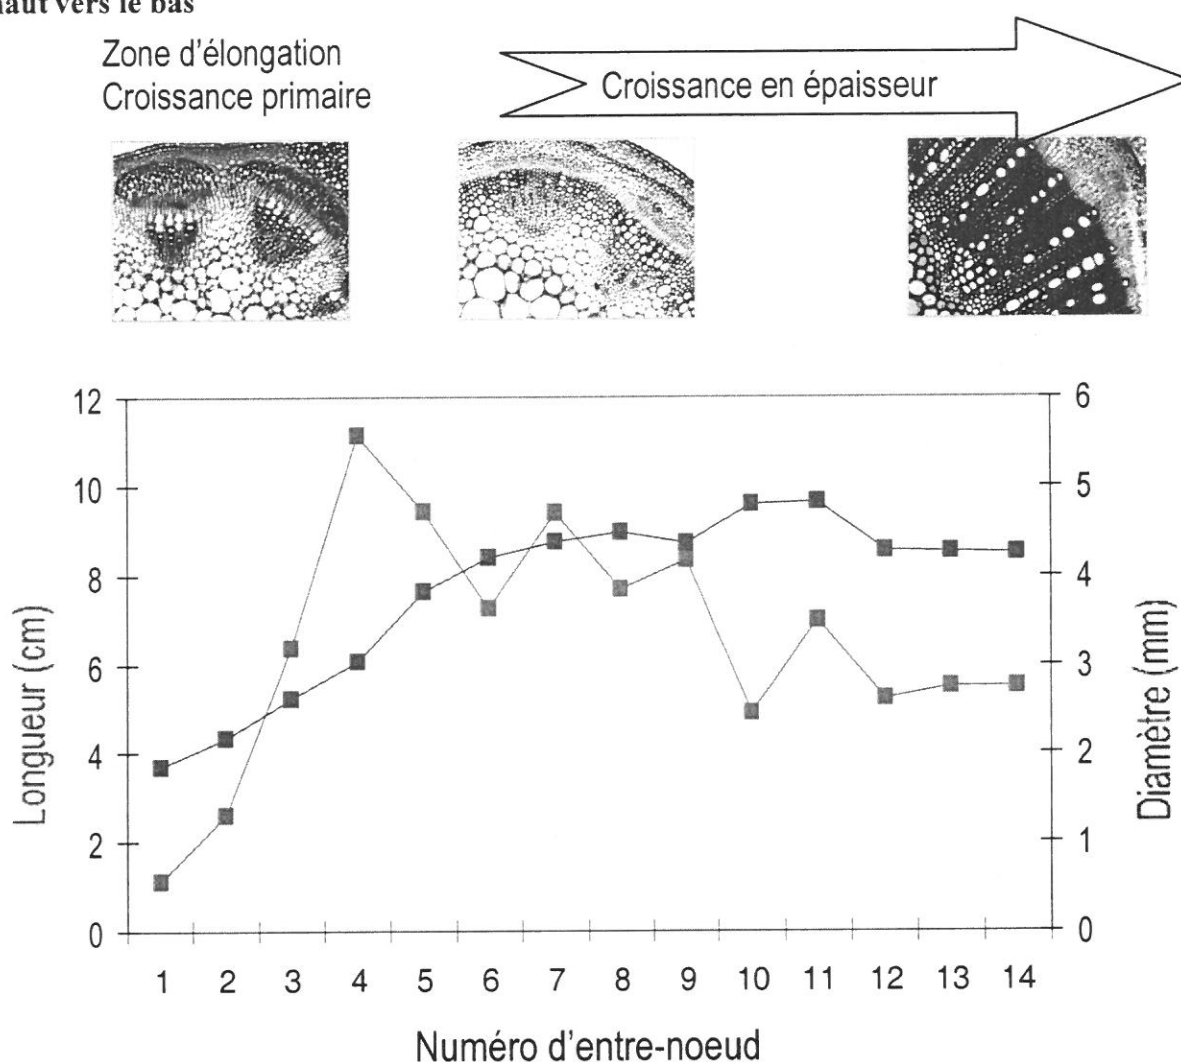 haut vers le bas
Zone d'élongation
Croissance primaire
Croissance en épaisseur
12
10
8
6
4
2
0
Longueur (cm)
6
5
4
3
2
1
0
Diamètre (mm)
1 2 3 4 5 6 7 8 9 10 11 12 13 14
Numéro d'entre-noeud